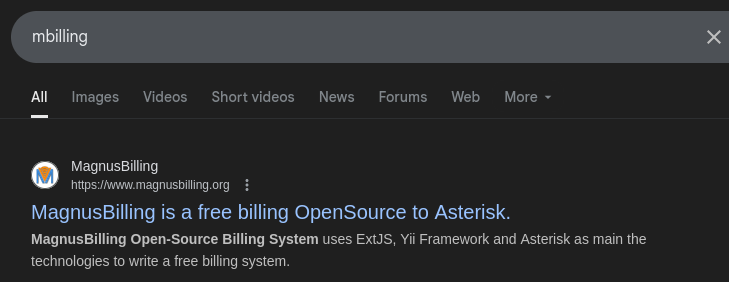 mbilling
All Images Videos Short videos News Forums Web More
MagnusBilling
https://www.magnusbilling.org
MagnusBilling is a free billing OpenSource to Asterisk.
MagnusBilling Open-Source Billing System uses ExtJS, Yii Framework and Asterisk as main the
technologies to write a free billing system.